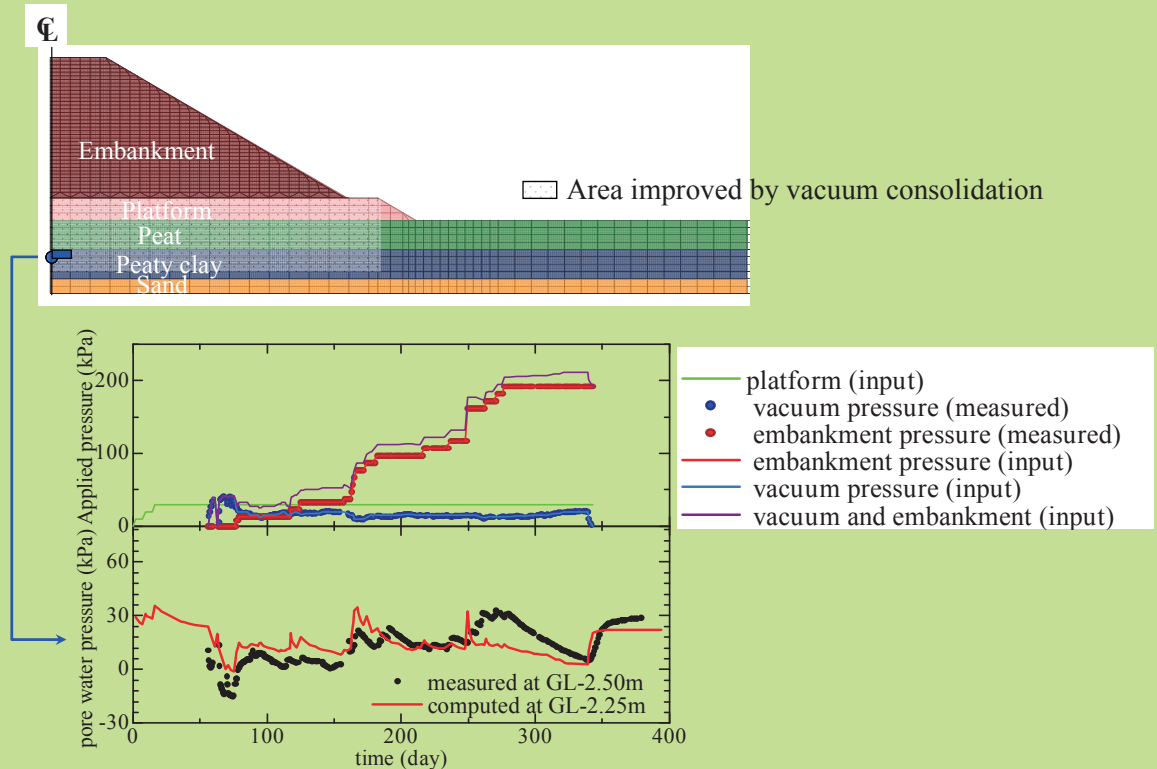 ℄
Embankment
Area improved by vacuum consolidation
Platform
Peat
Peaty clay
Sand
Applied pressure (kPa)
200
100
0
platform (input)
vacuum pressure (measured)
embankment pressure (measured)
embankment pressure (input)
vacuum pressure (input)
vacuum and embankment (input)
pore water pressure (kPa)
60
30
0
-30
measured at GL-2.50m
computed at GL-2.25m
0 100 200 300 400
time (day)